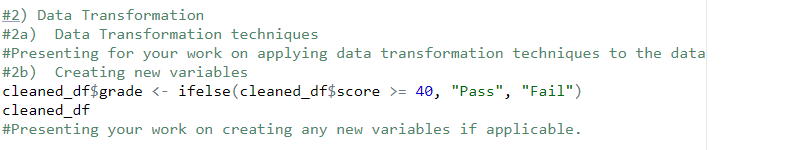 #2) Data Transformation
#2a)  Data Transformation techniques
#Presenting for your work on applying data transformation techniques to the data
#2b)  Creating new variables
cleaned_df$grade <- ifelse(cleaned_df$score >= 40, "Pass", "Fail")
cleaned_df
#Presenting your work on creating any new variables if applicable.